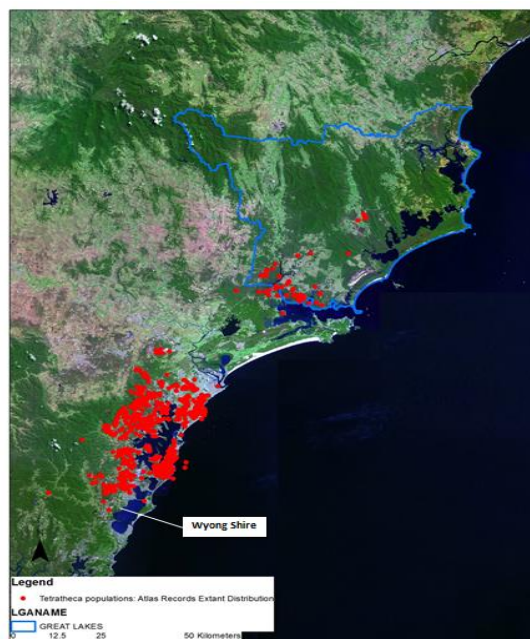 Wyong Shire
Legend
Tetratheca populations: Atlas Records Extant Distribution
LGANAME
GREAT LAKES
0 12.5 25 50 Kilometers